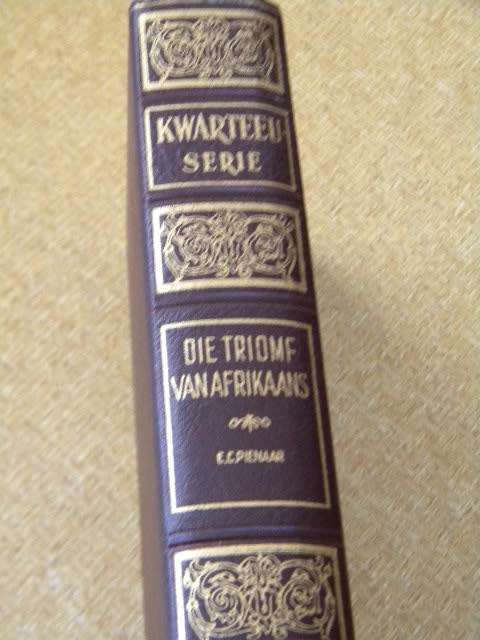 KWARTEEU-
SERIE
DIE TRIOMF
VAN AFRIKAANS
E.C. PIENAAR